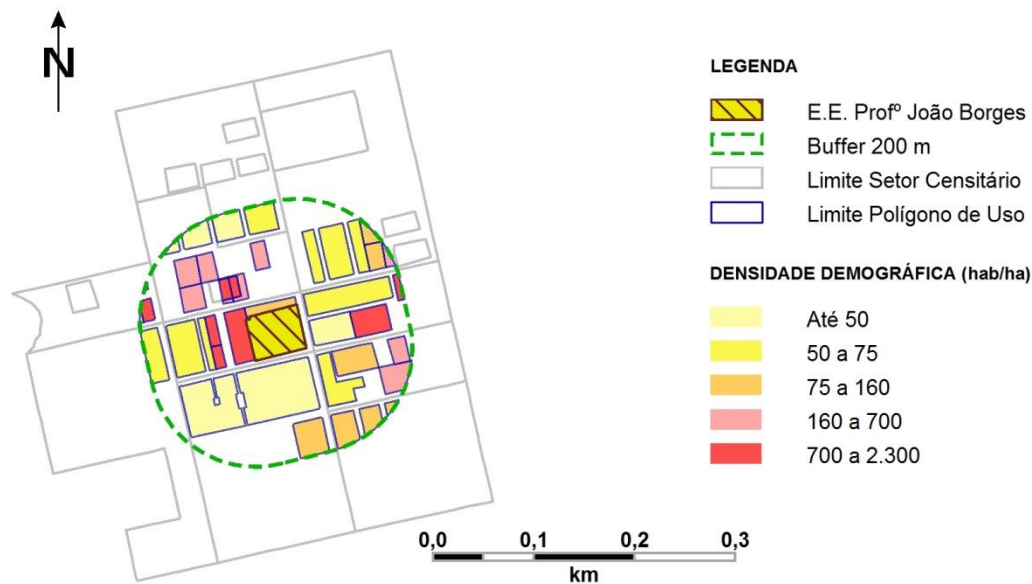 N
LEGENDA
E.E. Profº João Borges
Buffer 200 m
Limite Setor Censitário
Limite Polígono de Uso
DENSIDADE DEMOGRÁFICA (hab/ha)
Até 50
50 a 75
75 a 160
160 a 700
700 a 2.300
0,0 0,1 0,2 0,3
km